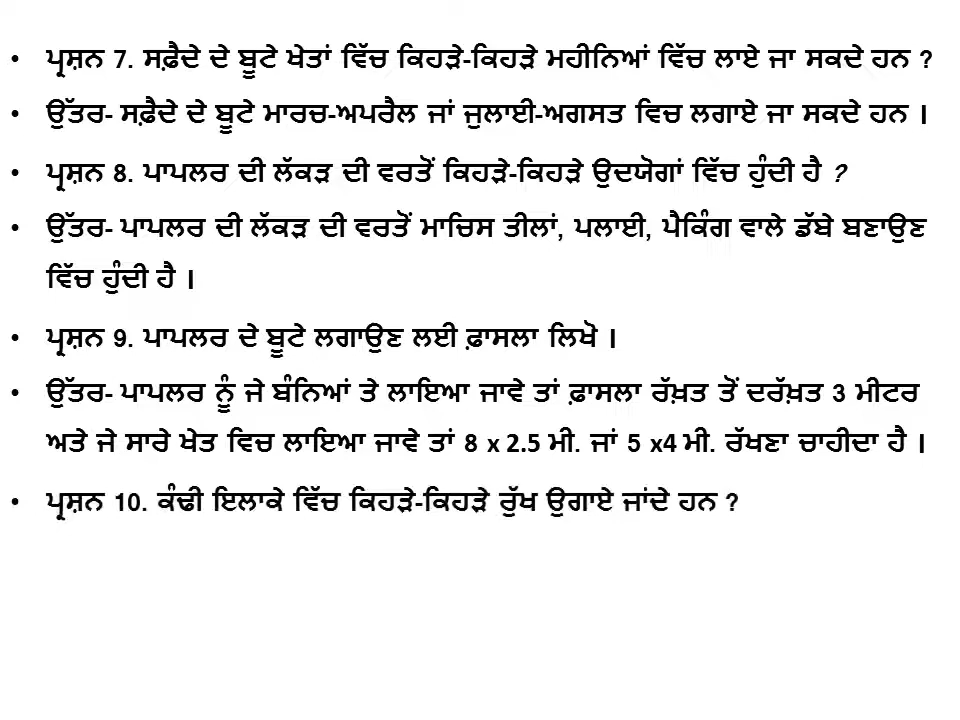 • ਪ੍ਰਸ਼ਨ 7. ਸਫ਼ੈਦੇ ਦੇ ਬੂਟੇ ਖੇਤਾਂ ਵਿੱਚ ਕਿਹੜੇ-ਕਿਹੜੇ ਮਹੀਨਿਆਂ ਵਿੱਚ ਲਾਏ ਜਾ ਸਕਦੇ ਹਨ ?
• ਉੱਤਰ- ਸਫ਼ੈਦੇ ਦੇ ਬੂਟੇ ਮਾਰਚ-ਅਪਰੈਲ ਜਾਂ ਜੁਲਾਈ-ਅਗਸਤ ਵਿਚ ਲਗਾਏ ਜਾ ਸਕਦੇ ਹਨ ।
• ਪ੍ਰਸ਼ਨ 8. ਪਾਪਲਰ ਦੀ ਲੱਕੜ ਦੀ ਵਰਤੋਂ ਕਿਹੜੇ-ਕਿਹੜੇ ਉਦਯੋਗਾਂ ਵਿੱਚ ਹੁੰਦੀ ਹੈ ?
• ਉੱਤਰ- ਪਾਪਲਰ ਦੀ ਲੱਕੜ ਦੀ ਵਰਤੋਂ ਮਾਚਿਸ ਤੀਲਾਂ, ਪਲਾਈ, ਪੈਕਿੰਗ ਵਾਲੇ ਡੱਬੇ ਬਣਾਉਣ
ਵਿੱਚ ਹੁੰਦੀ ਹੈ ।
• ਪ੍ਰਸ਼ਨ 9. ਪਾਪਲਰ ਦੇ ਬੂਟੇ ਲਗਾਉਣ ਲਈ ਫ਼ਾਸਲਾ ਲਿਖੋ ।
• ਉੱਤਰ- ਪਾਪਲਰ ਨੂੰ ਜੇ ਬੰਨਿਆਂ ਤੇ ਲਾਇਆ ਜਾਵੇ ਤਾਂ ਫ਼ਾਸਲਾ ਰੱਖ਼ਤ ਤੋਂ ਦਰੱਖ਼ਤ 3 ਮੀਟਰ
ਅਤੇ ਜੇ ਸਾਰੇ ਖੇਤ ਵਿਚ ਲਾਇਆ ਜਾਵੇ ਤਾਂ 8 x 2.5 ਮੀ. ਜਾਂ 5 x4 ਮੀ. ਰੱਖਣਾ ਚਾਹੀਦਾ ਹੈ ।
• ਪ੍ਰਸ਼ਨ 10. ਕੰਢੀ ਇਲਾਕੇ ਵਿੱਚ ਕਿਹੜੇ-ਕਿਹੜੇ ਰੁੱਖ ਉਗਾਏ ਜਾਂਦੇ ਹਨ ?